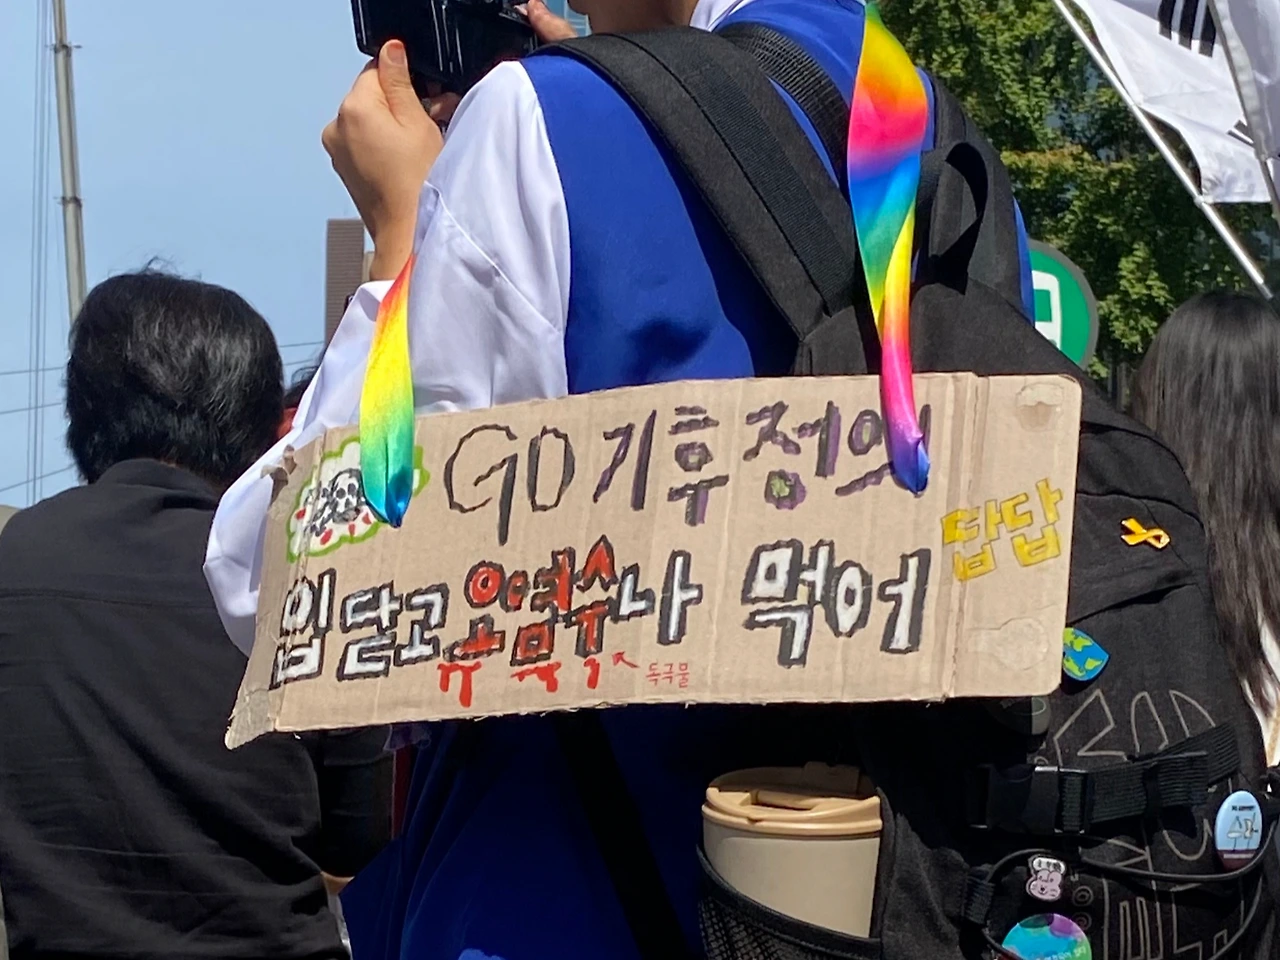 GO 기후정의
입 닫고 오염수나 먹어
답답
독극물